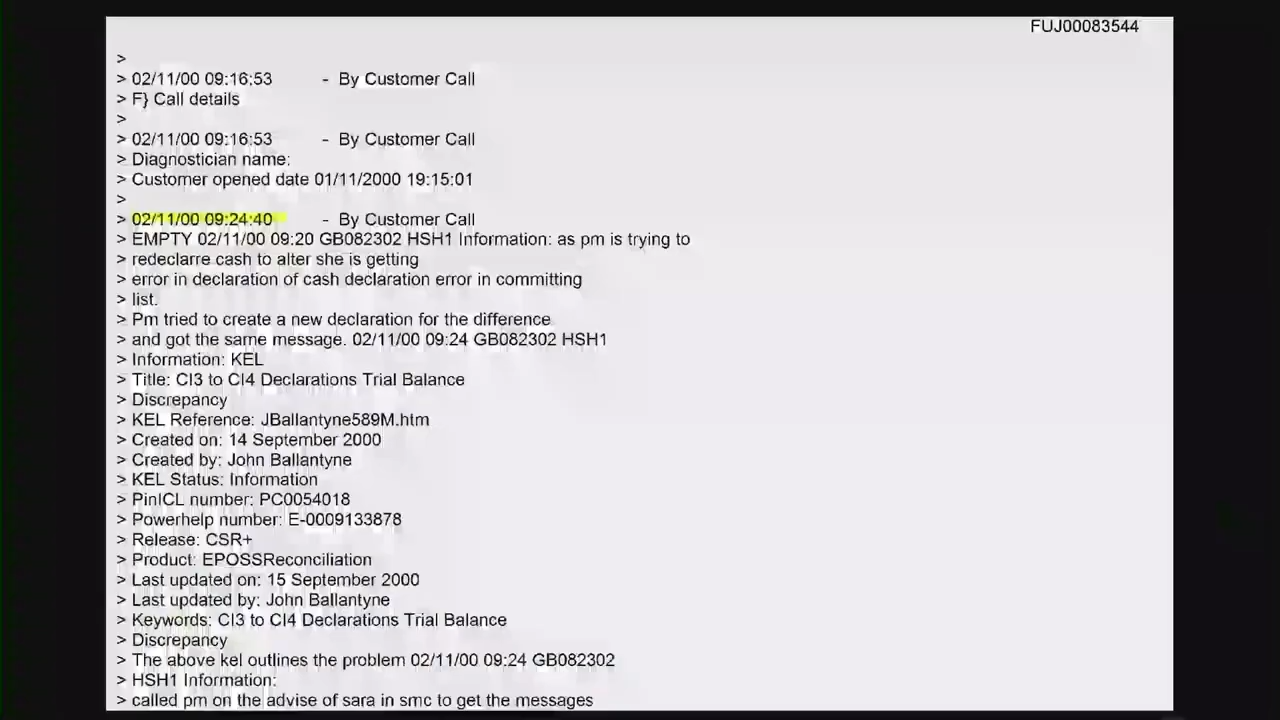 FUJ00083544
>
> 02/11/00 09:16:53 - By Customer Call
> F} Call details
>
> 02/11/00 09:16:53 - By Customer Call
> Diagnostician name:
> Customer opened date 01/11/2000 19:15:01
>
> 02/11/00 09:24:40 - By Customer Call
> EMPTY 02/11/00 09:20 GB082302 HSH1 Information: as pm is trying to
> redeclarre cash to alter she is getting
> error in declaration of cash declaration error in committing
> list.
> Pm tried to create a new declaration for the difference
> and got the same message. 02/11/00 09:24 GB082302 HSH1
> Information: KEL
> Title: CI3 to CI4 Declarations Trial Balance
> Discrepancy
> KEL Reference: JBallantyne589M.htm
> Created on: 14 September 2000
> Created by: John Ballantyne
> KEL Status: Information
> PinICL number: PC0054018
> Powerhelp number: E-0009133878
> Release: CSR+
> Product: EPOSSReconciliation
> Last updated on: 15 September 2000
> Last updated by: John Ballantyne
> Keywords: CI3 to CI4 Declarations Trial Balance
> Discrepancy
> The above kel outlines the problem 02/11/00 09:24 GB082302
> HSH1 Information:
> called pm on the advise of sara in smc to get the messages